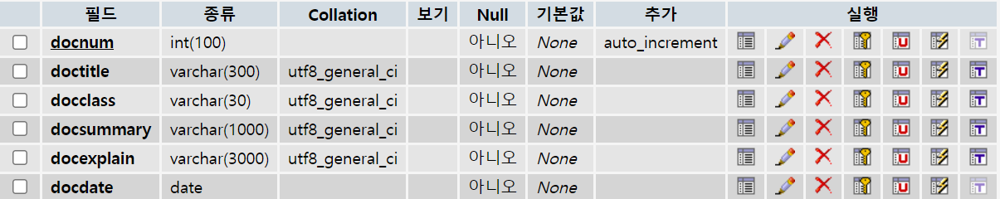 필드 종류 Collation 보기 Null 기본값 추가 실행
docnum int(100) 아니오 None auto_increment
doctitle varchar(300) utf8_general_ci 아니오 None
docclass varchar(30) utf8_general_ci 아니오 None
docsummary varchar(1000) utf8_general_ci 아니오 None
docexplain varchar(3000) utf8_general_ci 아니오 None
docdate date 아니오 None